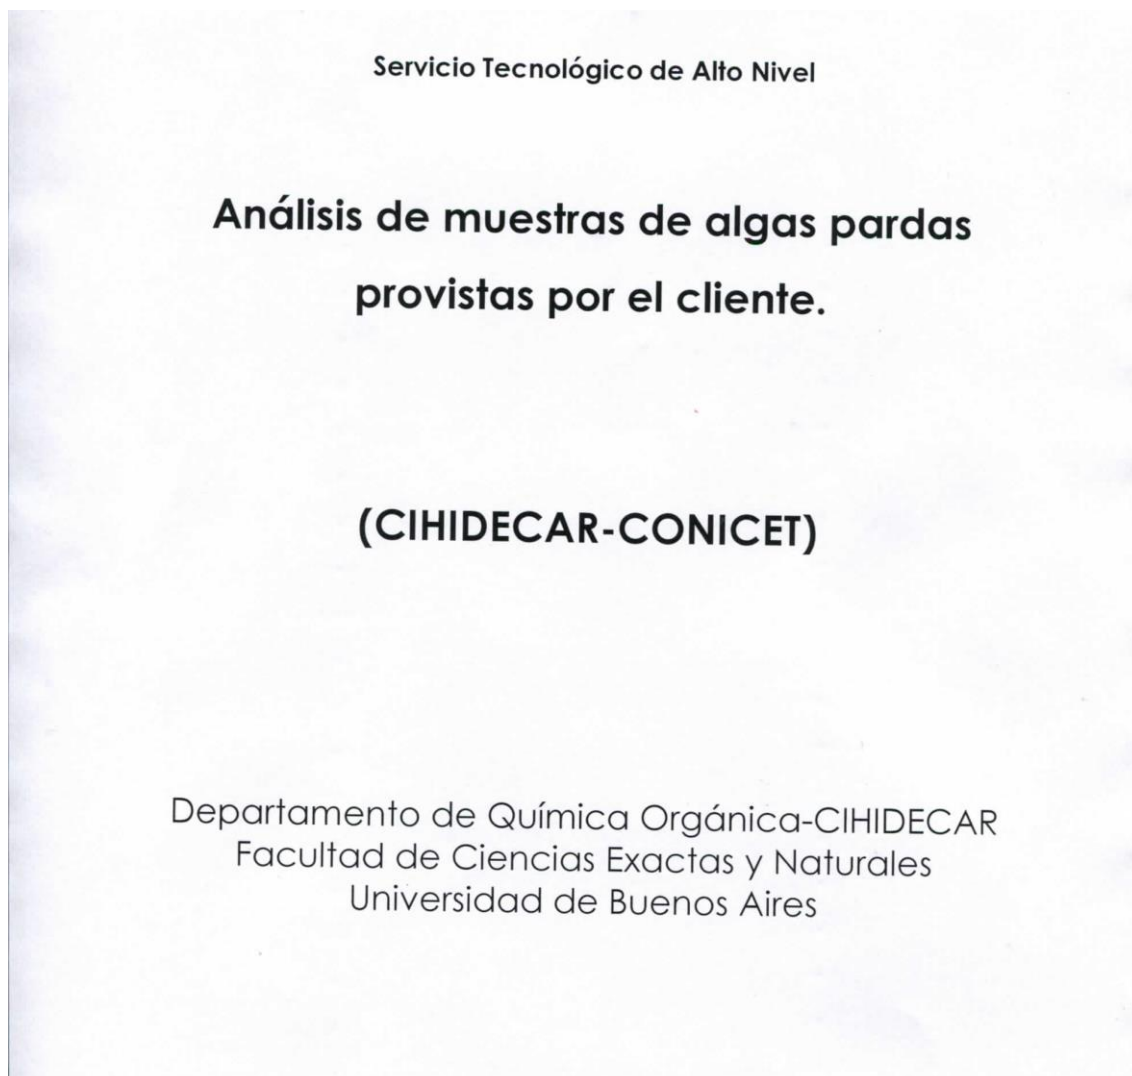 Servicio Tecnológico de Alto Nivel
Análisis de muestras de algas pardas
provistas por el cliente.
(CIHIDECAR-CONICET)
Departamento de Química Orgánica-CIHIDECAR
Facultad de Ciencias Exactas y Naturales
Universidad de Buenos Aires